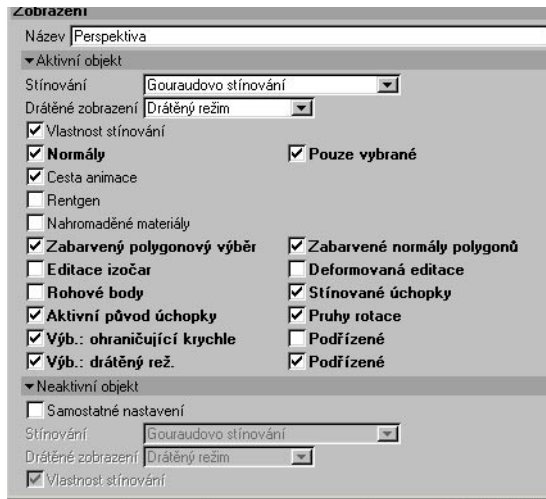 Zobrazení
Název Perspektiva
Aktivní objekt
Stínování Gouraudovo stínování
Drátěné zobrazení Drátěný režim
Vlastnost stínování
Normály Pouze vybrané
Cesta animace
Rentgen
Nahromaděné materiály
Zabarvený polygonový výběr Zabarvené normály polygonů
Editace izočar Deformovaná editace
Rohové body Stínované úchopky
Aktivní původ úchopky Pruhy rotace
Výb.: ohraničující krychle Podřízené
Výb.: drátěný rež. Podřízené
Neaktivní objekt
Samostatné nastavení
Stínování Gouraudovo stínování
Drátěné zobrazení Drátěný režim
Vlastnost stínování